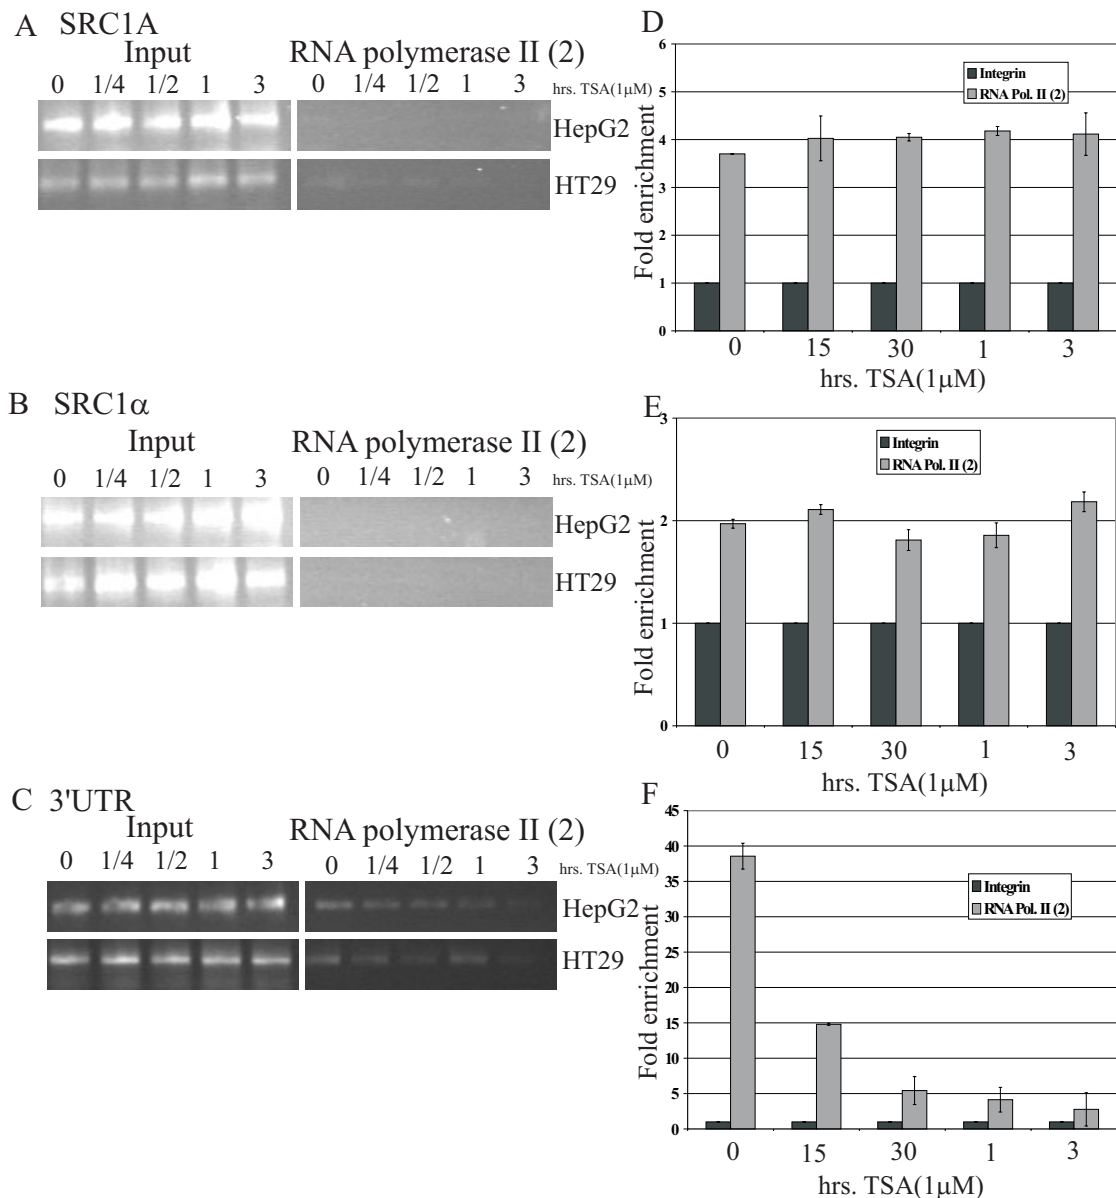 A SRC1A
Input RNA polymerase II (2)
0 1/4 1/2 1 3 0 1/4 1/2 1 3 hrs. TSA(1µM)
HepG2
HT29
D
Fold enrichment
6
5
4
3
2
1
0
Integrin
RNA Pol. II (2)
0 15 30 1 3
hrs. TSA(1µM)
B SRC1α
Input RNA polymerase II (2)
0 1/4 1/2 1 3 0 1/4 1/2 1 3 hrs. TSA(1µM)
HepG2
HT29
E
Fold enrichment
3
2
1
0
Integrin
RNA Pol. II (2)
0 15 30 1 3
hrs. TSA(1µM)
C 3'UTR
Input RNA polymerase II (2)
0 1/4 1/2 1 3 0 1/4 1/2 1 3 hrs. TSA(1µM)
HepG2
HT29
F
Fold enrichment
45
40
35
30
25
20
15
10
5
0
Integrin
RNA Pol. II (2)
0 15 30 1 3
hrs. TSA(1µM)